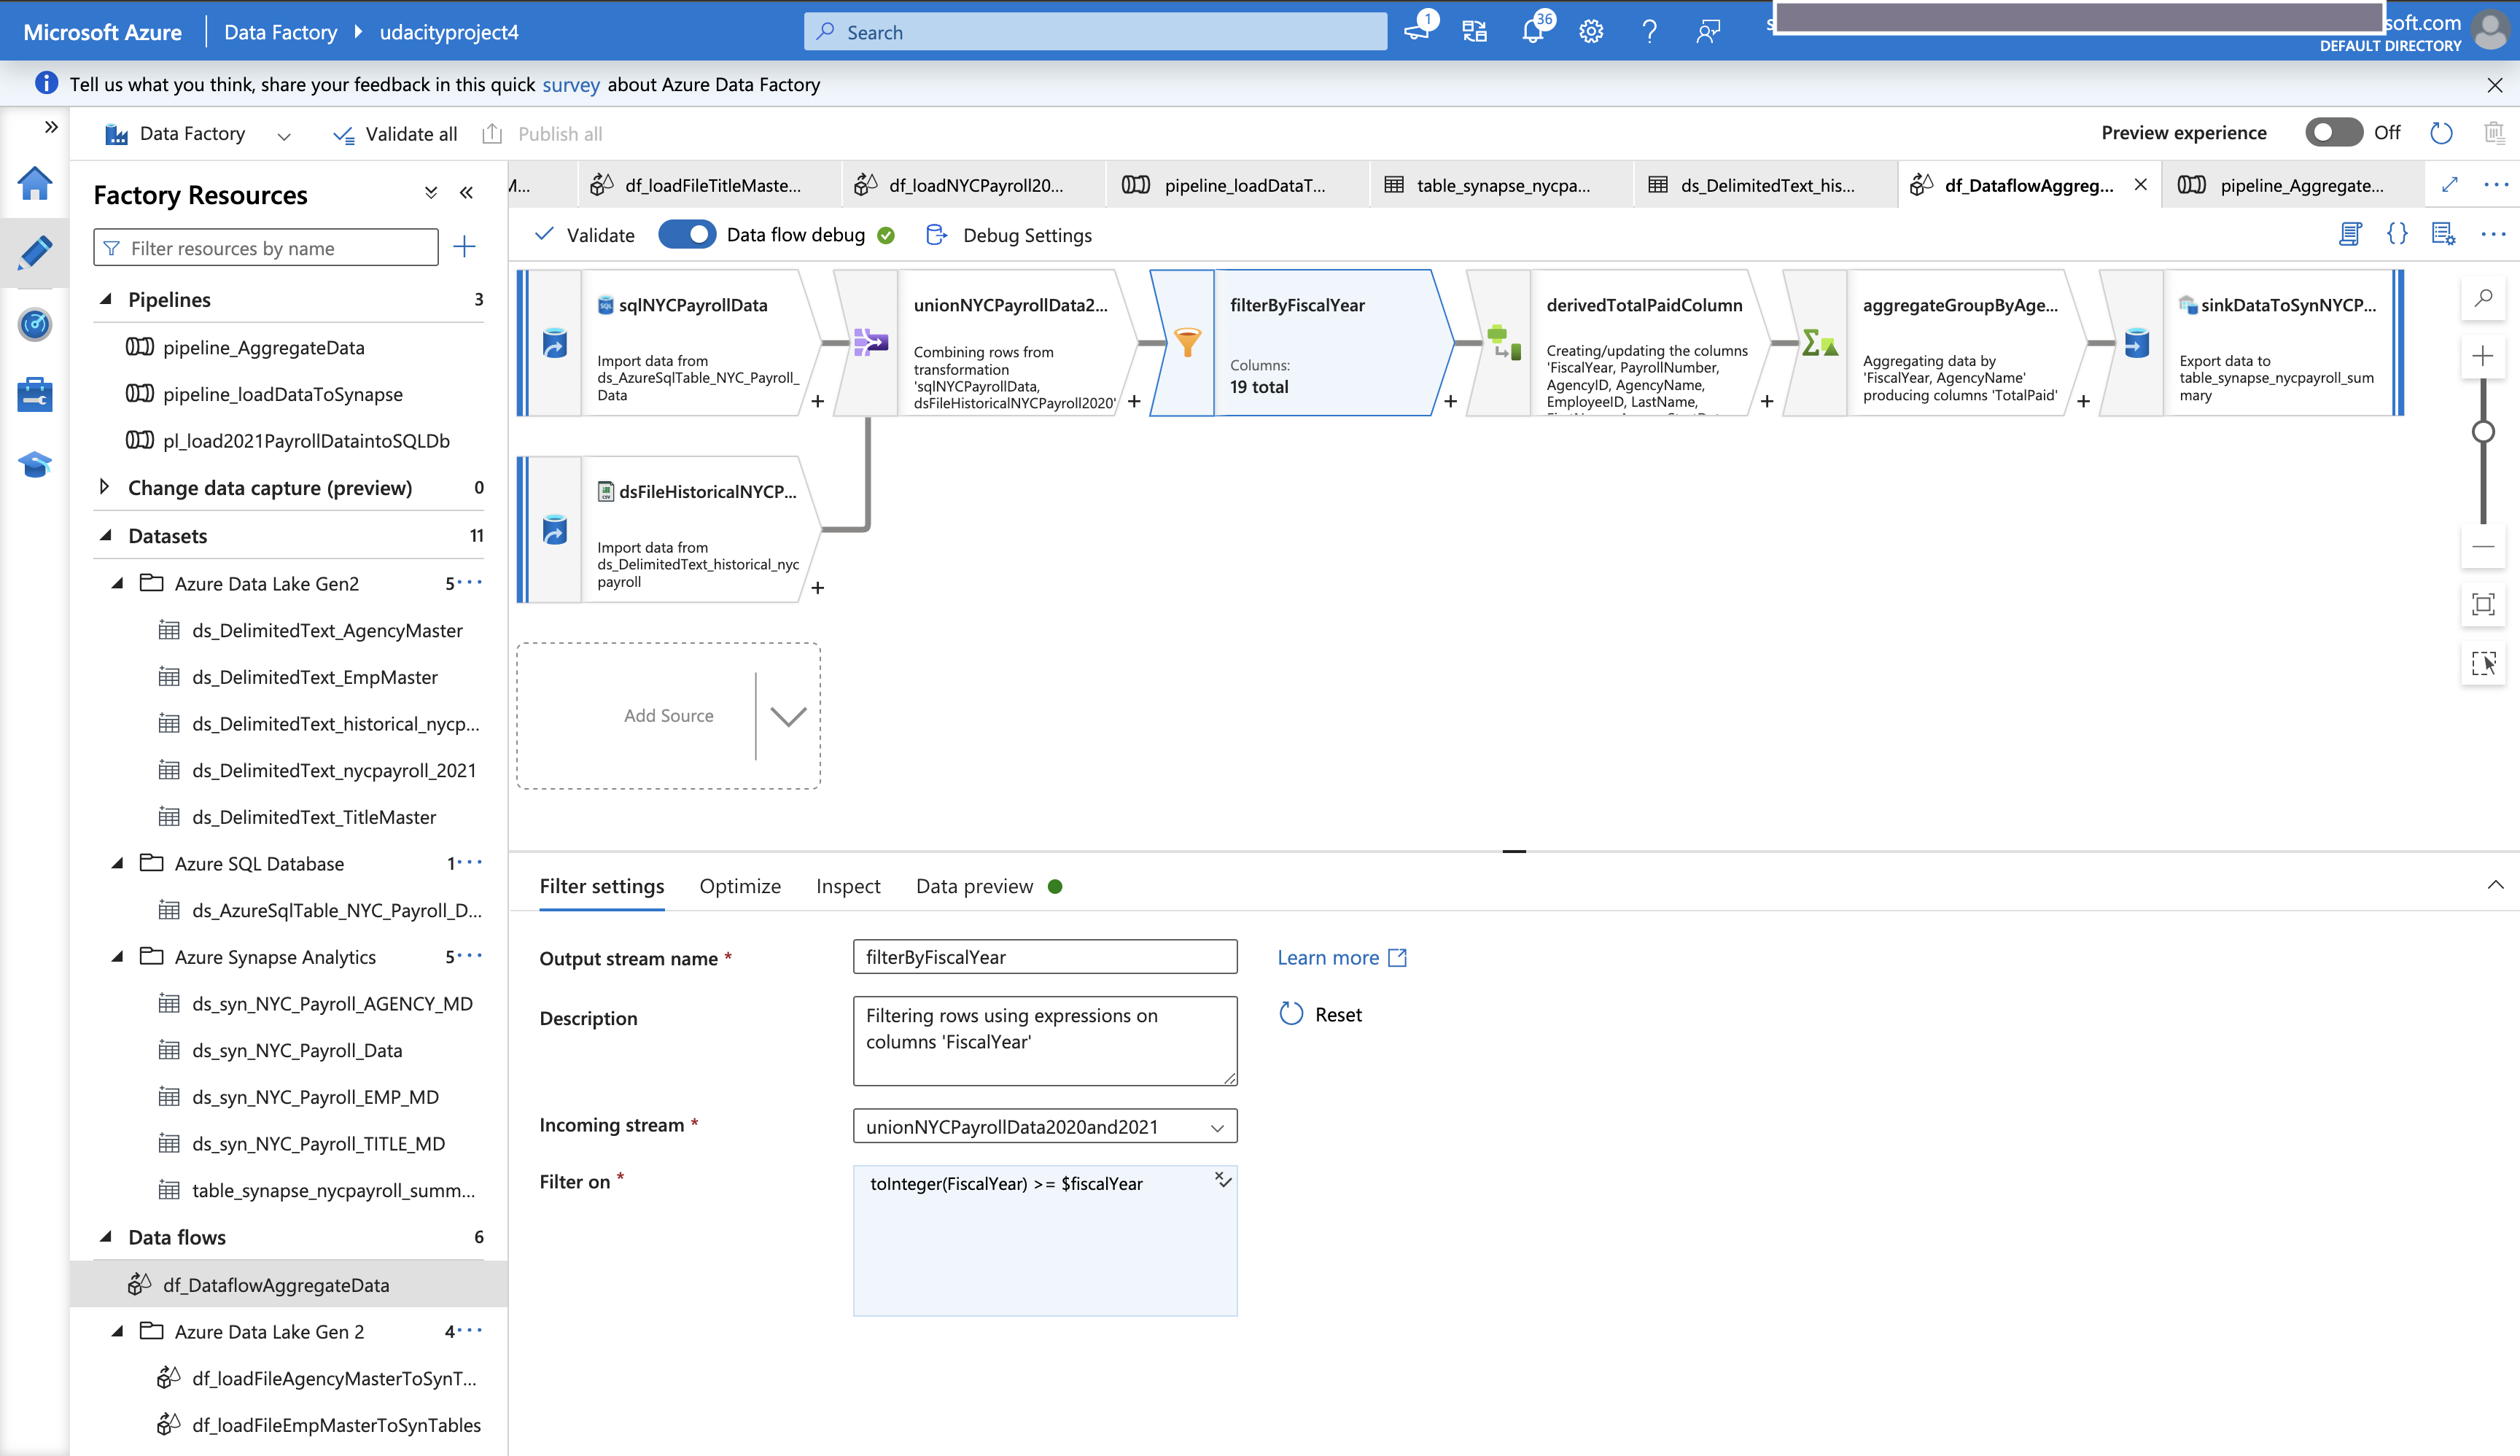 Microsoft Azure
Data Factory
udacityproject4
Search
1
36
soft.com
DEFAULT DIRECTORY
Tell us what you think, share your feedback in this quick survey about Azure Data Factory
Data Factory
Validate all
Publish all
Preview experience
Off
Factory Resources
Filter resources by name
Pipelines 3
pipeline_AggregateData
pipeline_loadDataToSynapse
pl_load2021PayrollDataintoSQLDb
Change data capture (preview) 0
Datasets 11
Azure Data Lake Gen2 5
ds_DelimitedText_AgencyMaster
ds_DelimitedText_EmpMaster
ds_DelimitedText_historical_nycp...
ds_DelimitedText_nycpayroll_2021
ds_DelimitedText_TitleMaster
Azure SQL Database 1
ds_AzureSqlTable_NYC_Payroll_D...
Azure Synapse Analytics 5
ds_syn_NYC_Payroll_AGENCY_MD
ds_syn_NYC_Payroll_Data
ds_syn_NYC_Payroll_EMP_MD
ds_syn_NYC_Payroll_TITLE_MD
table_synapse_nycpayroll_summ...
Data flows 6
df_DataflowAggregateData
Azure Data Lake Gen 2 4
df_loadFileAgencyMasterToSynT...
df_loadFileEmpMasterToSynTables
df_loadFileTitleMaste...
df_loadNYCPayroll20...
pipeline_loadDataT...
table_synapse_nycpa...
ds_DelimitedText_his...
df_DataflowAggreg...
pipeline_Aggregate...
Validate
Data flow debug
Debug Settings
sqlNYCPayrollData
Import data from
ds_AzureSqlTable_NYC_Payroll_
Data
unionNYCPayrollData2...
Combining rows from
transformation
'sqlNYCPayrollData,
dsFileHistoricalNYCPayroll2020'
filterByFiscalYear
Columns:
19 total
derivedTotalPaidColumn
Creating/updating the columns
'FiscalYear, PayrollNumber,
AgencyID, AgencyName,
EmployeeID, LastName,
aggregateGroupByAge...
Aggregating data by
'FiscalYear, AgencyName'
producing columns 'TotalPaid'
sinkDataToSynNYCP...
Export data to
table_synapse_nycpayroll_sum
mary
dsFileHistoricalNYCP...
Import data from
ds_DelimitedText_historical_nyc
payroll
Add Source
Filter settings
Optimize
Inspect
Data preview
Output stream name *
filterByFiscalYear
Learn more
Description
Filtering rows using expressions on
columns 'FiscalYear'
Reset
Incoming stream *
unionNYCPayrollData2020and2021
Filter on *
toInteger(FiscalYear) >= $fiscalYear